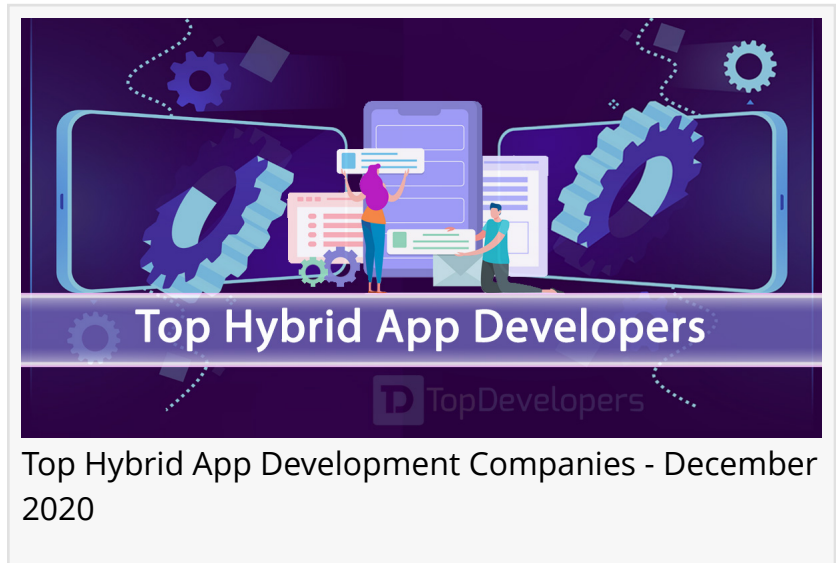 Top Hybrid App Developers
TopDevelopers
Top Hybrid App Development Companies - December
2020